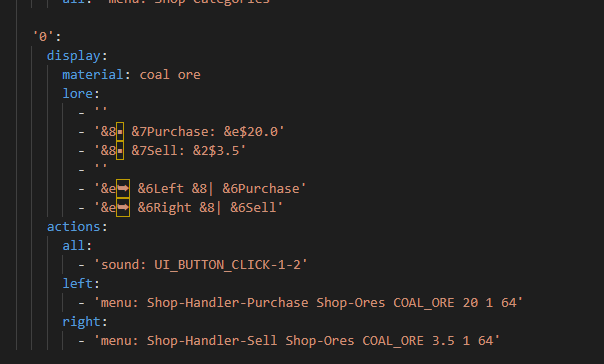 all: 'menu: Shop-Categories'
'0':
display:
material: coal ore
lore:
- ''
- '&8▪ &7Purchase: &e$20.0'
- '&8▪ &7Sell: &2$3.5'
- ''
- '&e➥ &6Left &8| &6Purchase'
- '&e➥ &6Right &8| &6Sell'
actions:
all:
- 'sound: UI_BUTTON_CLICK-1-2'
left:
- 'menu: Shop-Handler-Purchase Shop-Ores COAL_ORE 20 1 64'
right:
- 'menu: Shop-Handler-Sell Shop-Ores COAL_ORE 3.5 1 64'